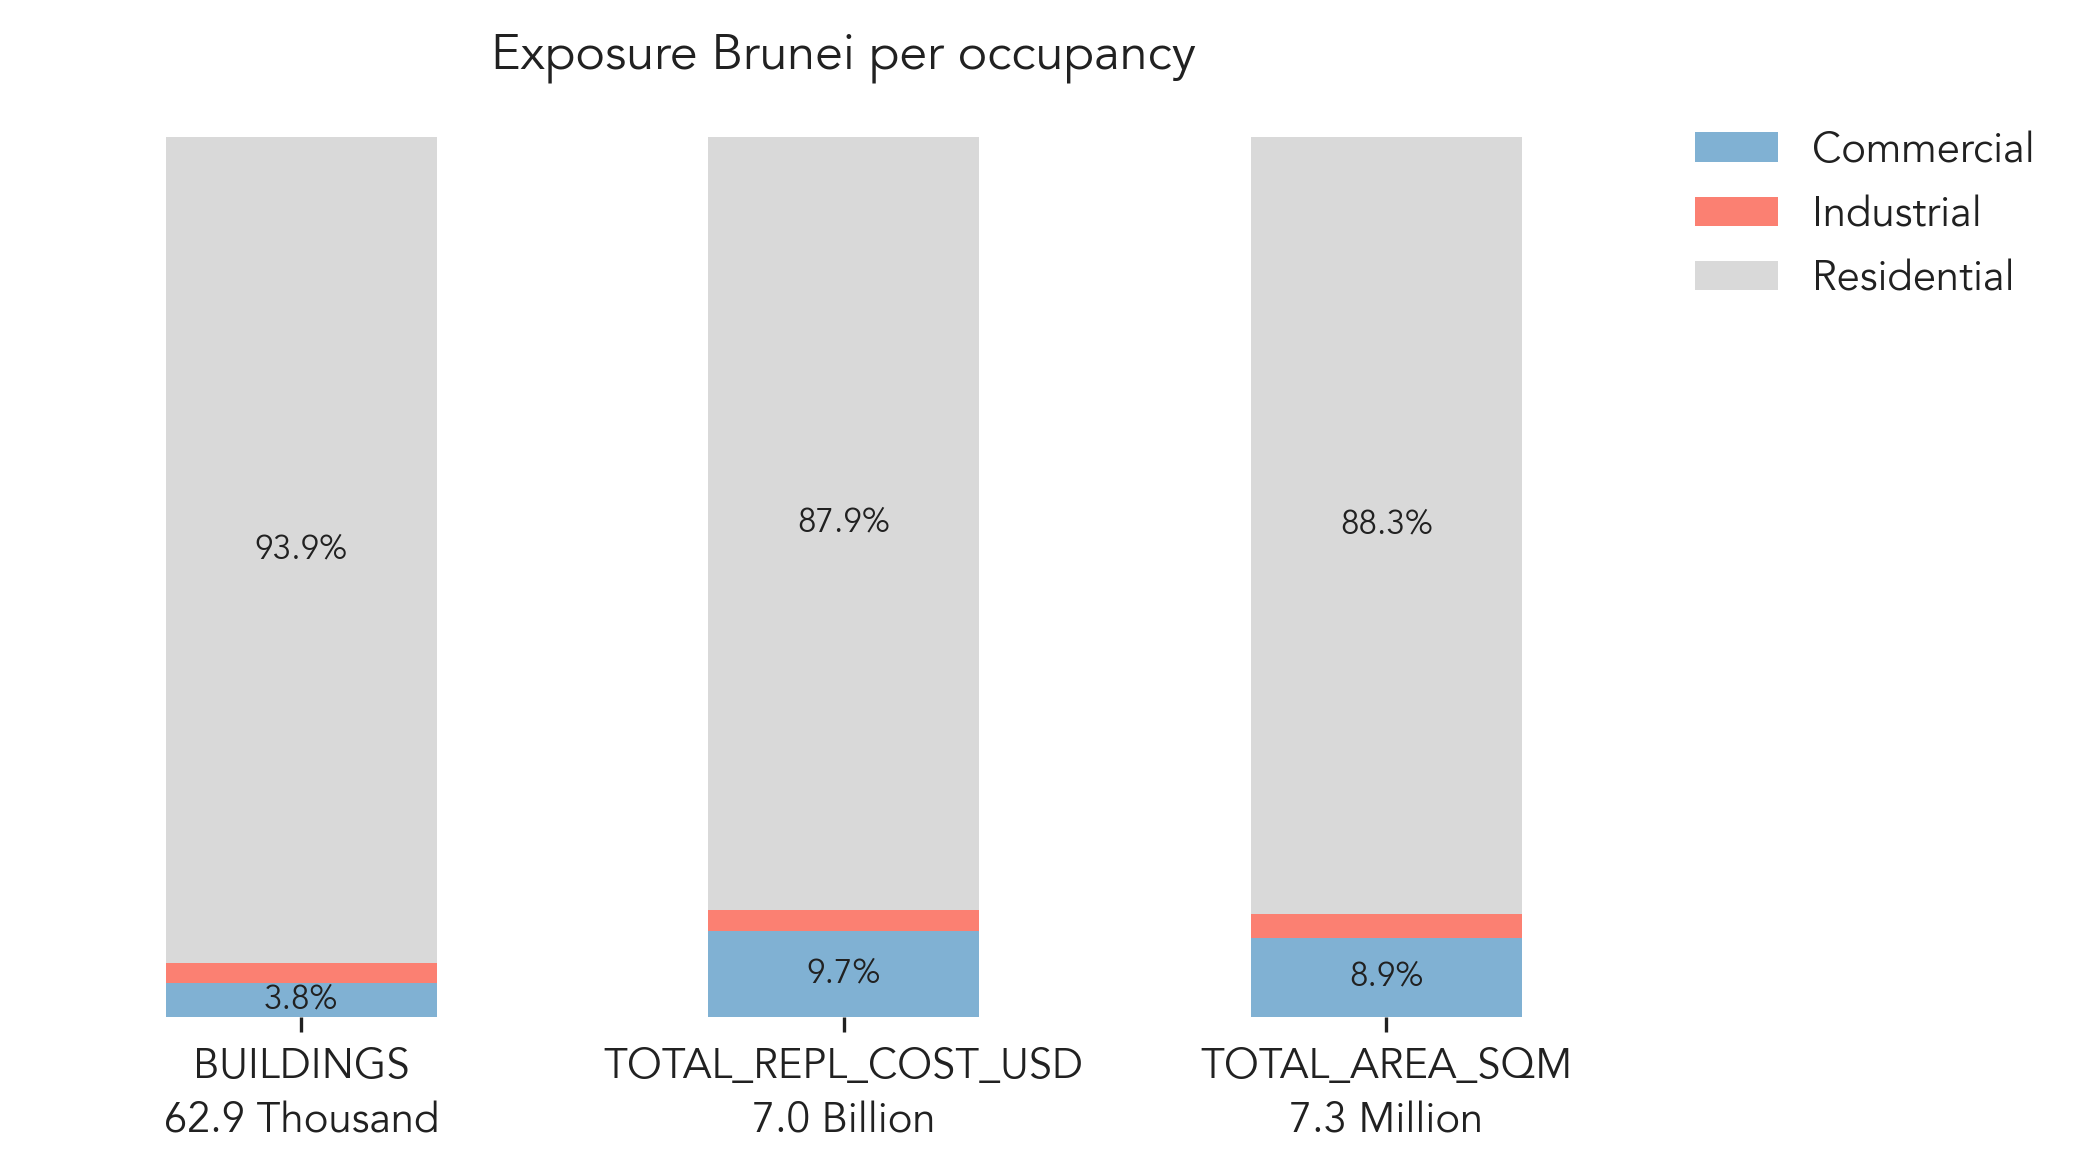 Exposure Brunei per occupancy
Commercial
Industrial
Residential
93.9%
87.9%
88.3%
3.8%
9.7%
8.9%
BUILDINGS
62.9 Thousand
TOTAL_REPL_COST_USD
7.0 Billion
TOTAL_AREA_SQM
7.3 Million